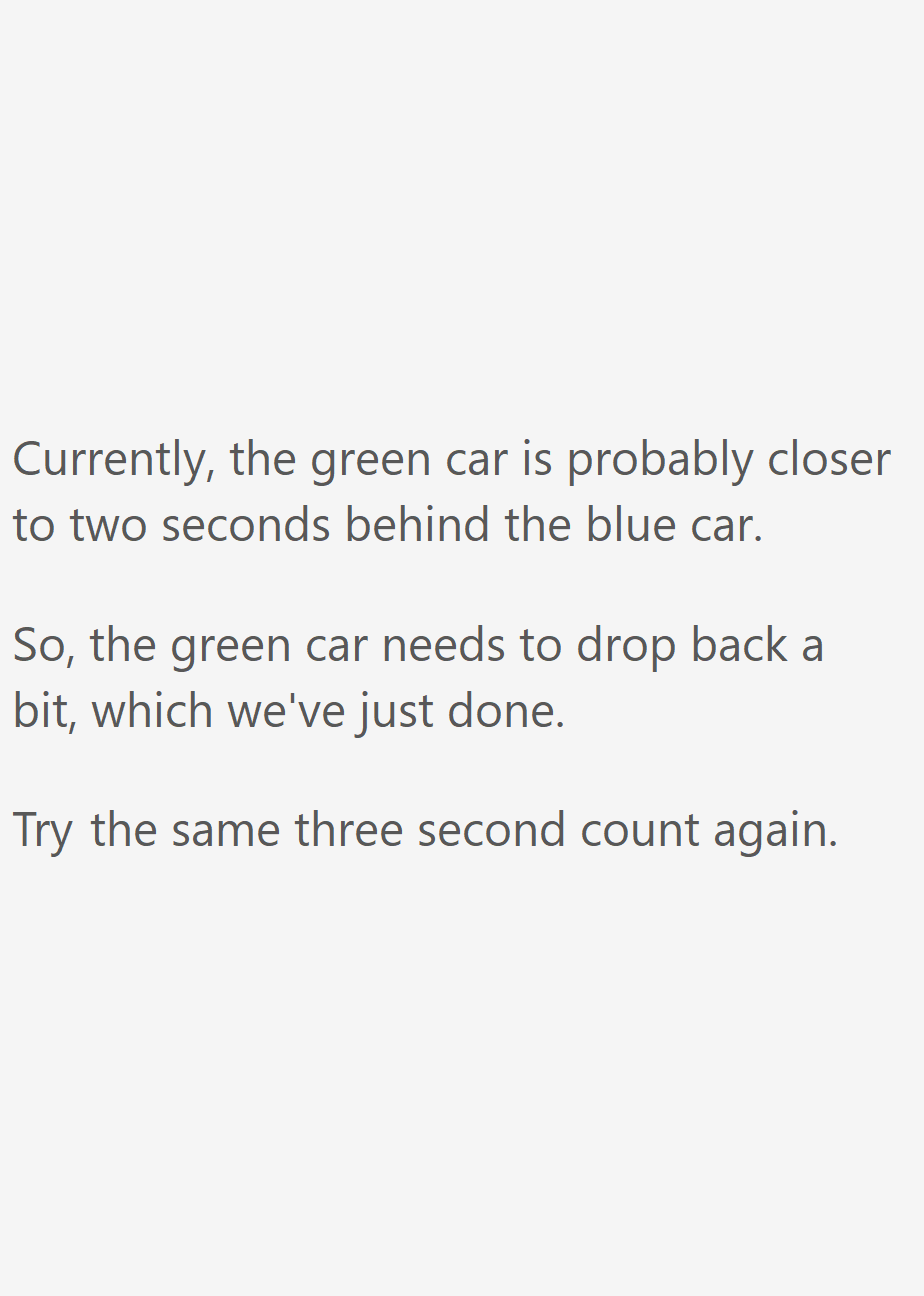 Currently, the green car is probably closer
to two seconds behind the blue car.
So, the green car needs to drop back a
bit, which we've just done.
Try the same three second count again.